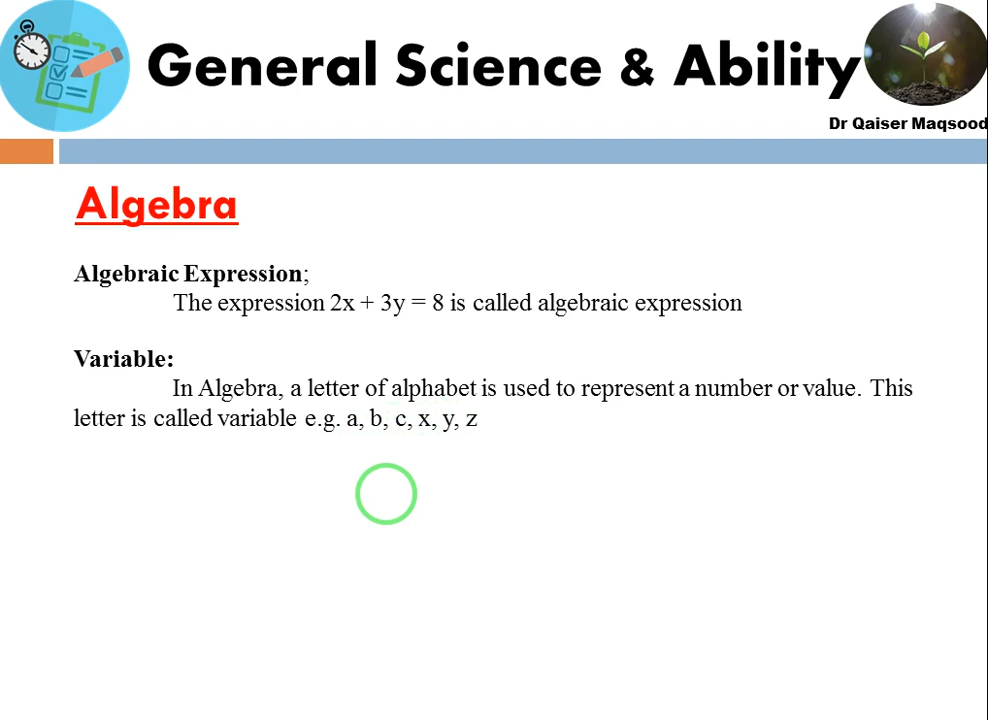 General Science & Ability
Dr Qaiser Maqsood
Algebra
Algebraic Expression;
The expression 2x + 3y = 8 is called algebraic expression
Variable:
In Algebra, a letter of alphabet is used to represent a number or value. This
letter is called variable e.g. a, b, c, x, y, z